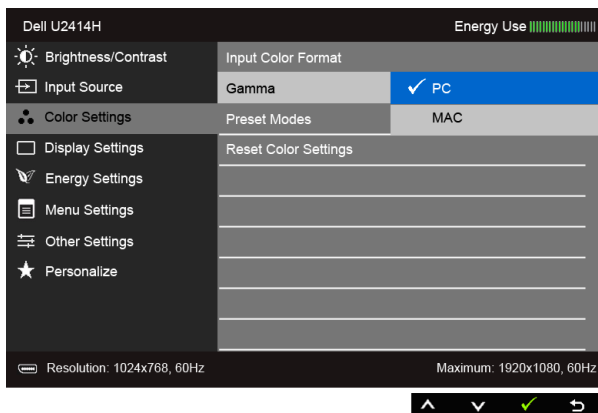 Dell U2414H Energy Use
Brightness/Contrast Input Color Format
Input Source Gamma PC
Color Settings Preset Modes MAC
Display Settings Reset Color Settings
Energy Settings
Menu Settings
Other Settings
Personalize
Resolution: 1024x768, 60Hz Maximum: 1920x1080, 60Hz